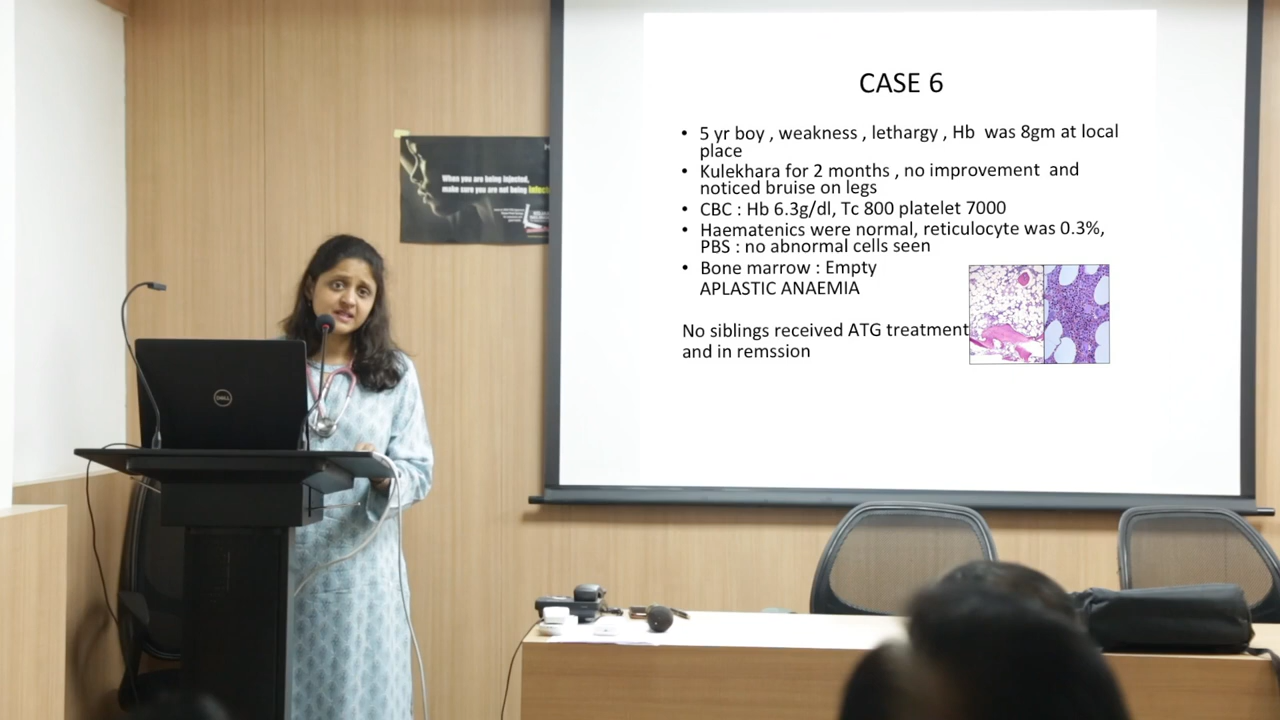 CASE 6
• 5 yr boy , weakness , lethargy , Hb was 8gm at local
place
• Kulekhara for 2 months , no improvement and
noticed bruise on legs
• CBC : Hb 6.3g/dl, Tc 800 platelet 7000
• Haematenics were normal, reticulocyte was 0.3%,
PBS : no abnormal cells seen
• Bone marrow : Empty
APLASTIC ANAEMIA
No siblings received ATG treatment
and in remssion
When you are being injected,
make sure you are not being
DELL